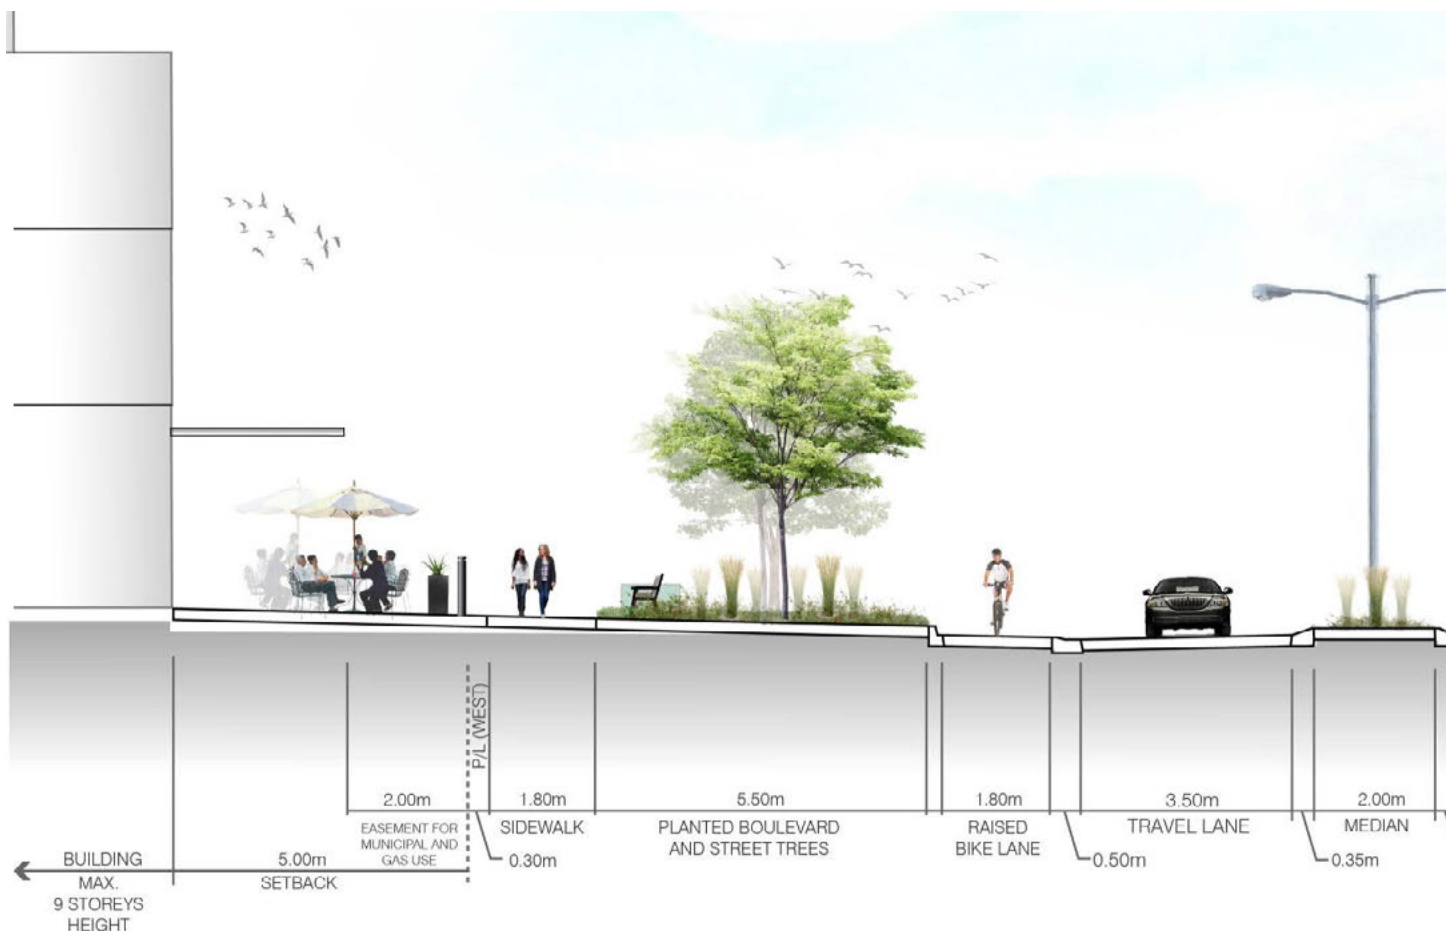 P/L (WEST)
2.00m
1.80m
5.50m
1.80m
3.50m
2.00m
EASEMENT FOR
MUNICIPAL AND
GAS USE
SIDEWALK
0.30m
PLANTED BOULEVARD
AND STREET TREES
RAISED
BIKE LANE
0.50m
TRAVEL LANE
0.35m
MEDIAN
BUILDING
MAX.
9 STOREYS
HEIGHT
5.00m
SETBACK